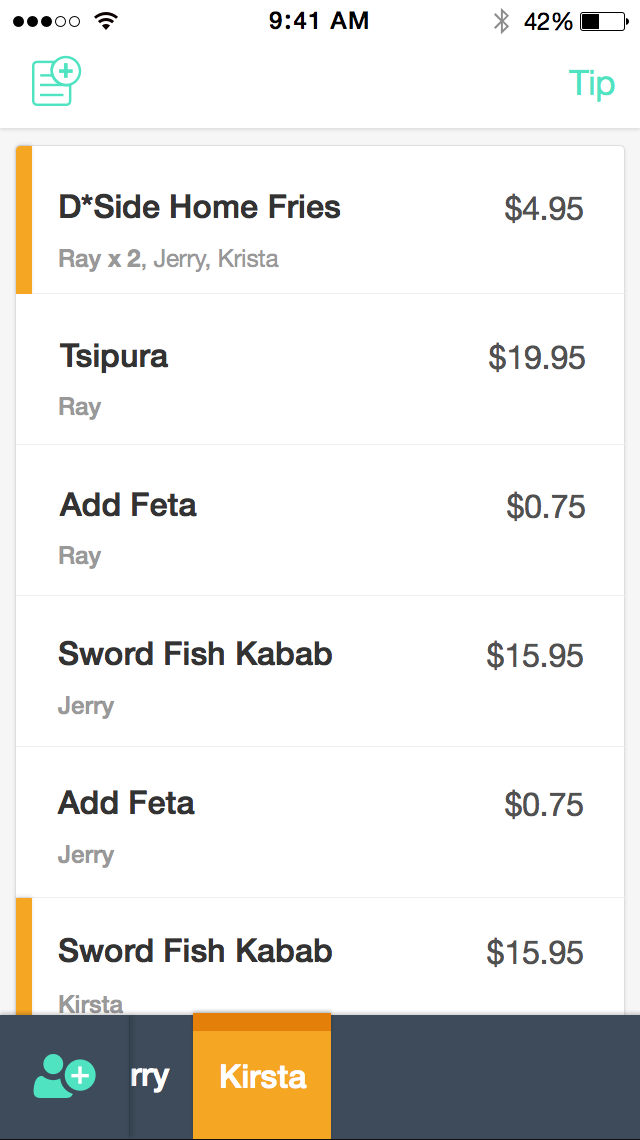 9:41 AM 42%
Tip
D*Side Home Fries $4.95
Ray x 2, Jerry, Krista
Tsipura $19.95
Ray
Add Feta $0.75
Ray
Sword Fish Kabab $15.95
Jerry
Add Feta $0.75
Jerry
Sword Fish Kabab $15.95
Kirsta
rry Kirsta